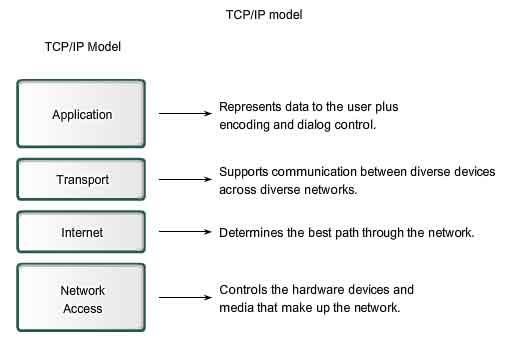 TCP/IP model
TCP/IP Model
Application
Represents data to the user plus
encoding and dialog control.
Transport
Supports communication between diverse devices
across diverse networks.
Internet
Determines the best path through the network.
Network
Access
Controls the hardware devices and
media that make up the network.